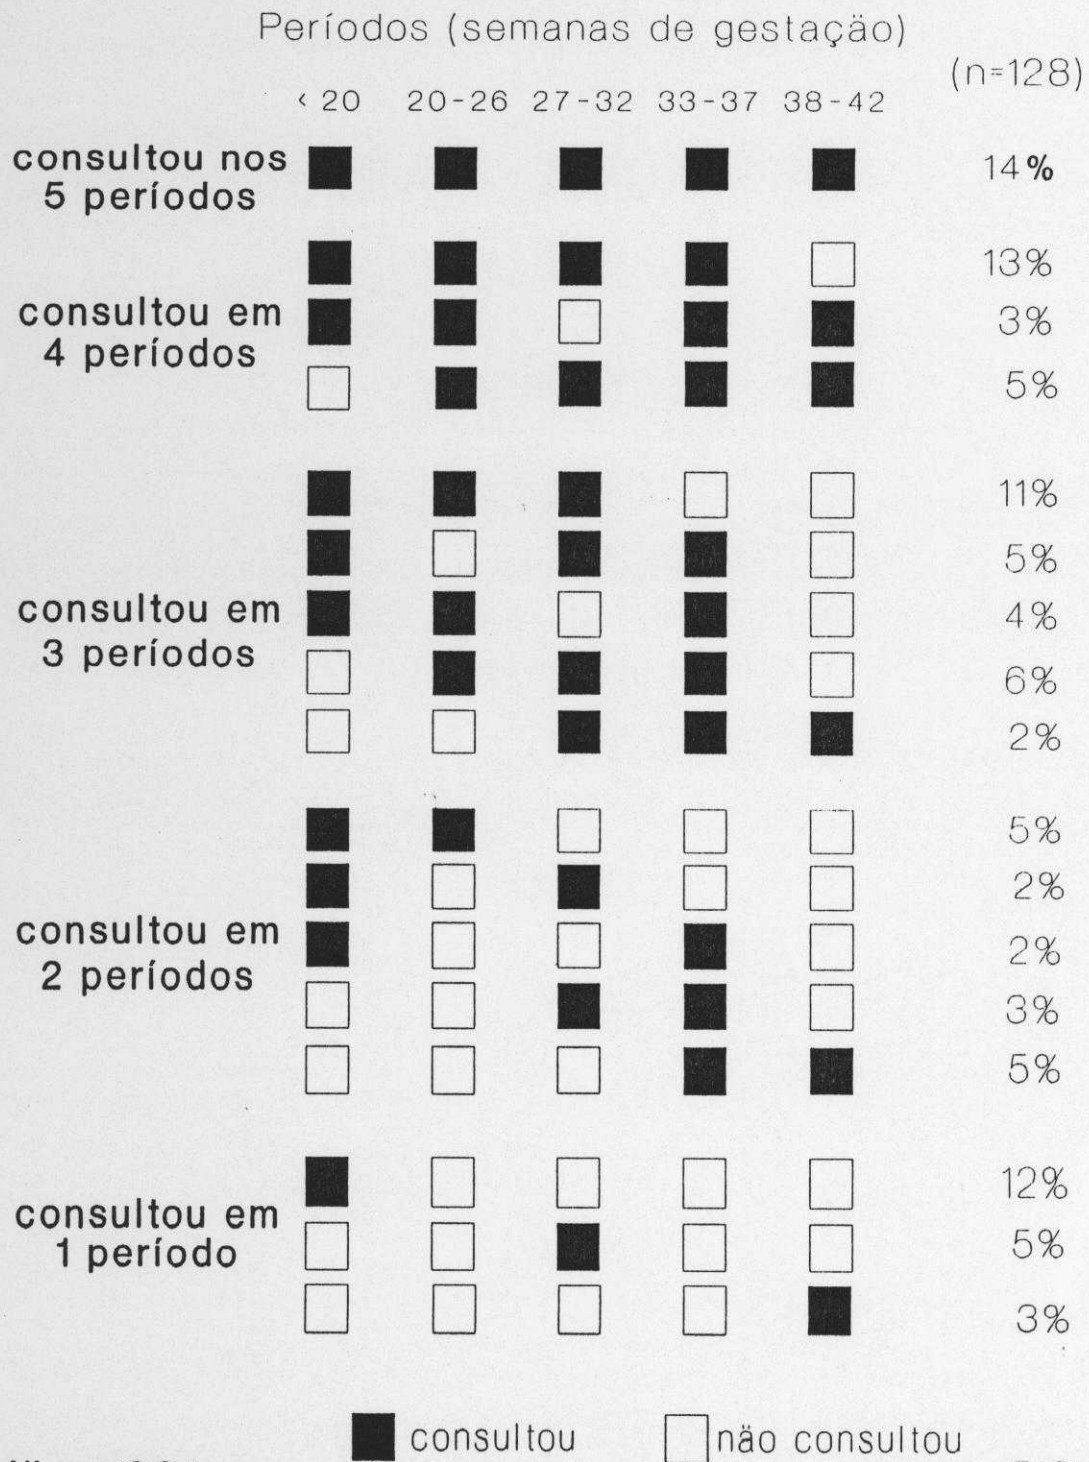 Períodos (semanas de gestação)
(n=128)
< 20 20-26 27-32 33-37 38-42
consultou nos
5 períodos
14%
13%
consultou em
4 períodos
3%
5%
11%
5%
consultou em
3 períodos
4%
6%
2%
5%
2%
consultou em
2 períodos
2%
3%
5%
12%
consultou em
1 período
5%
3%
consultou
näo consultou